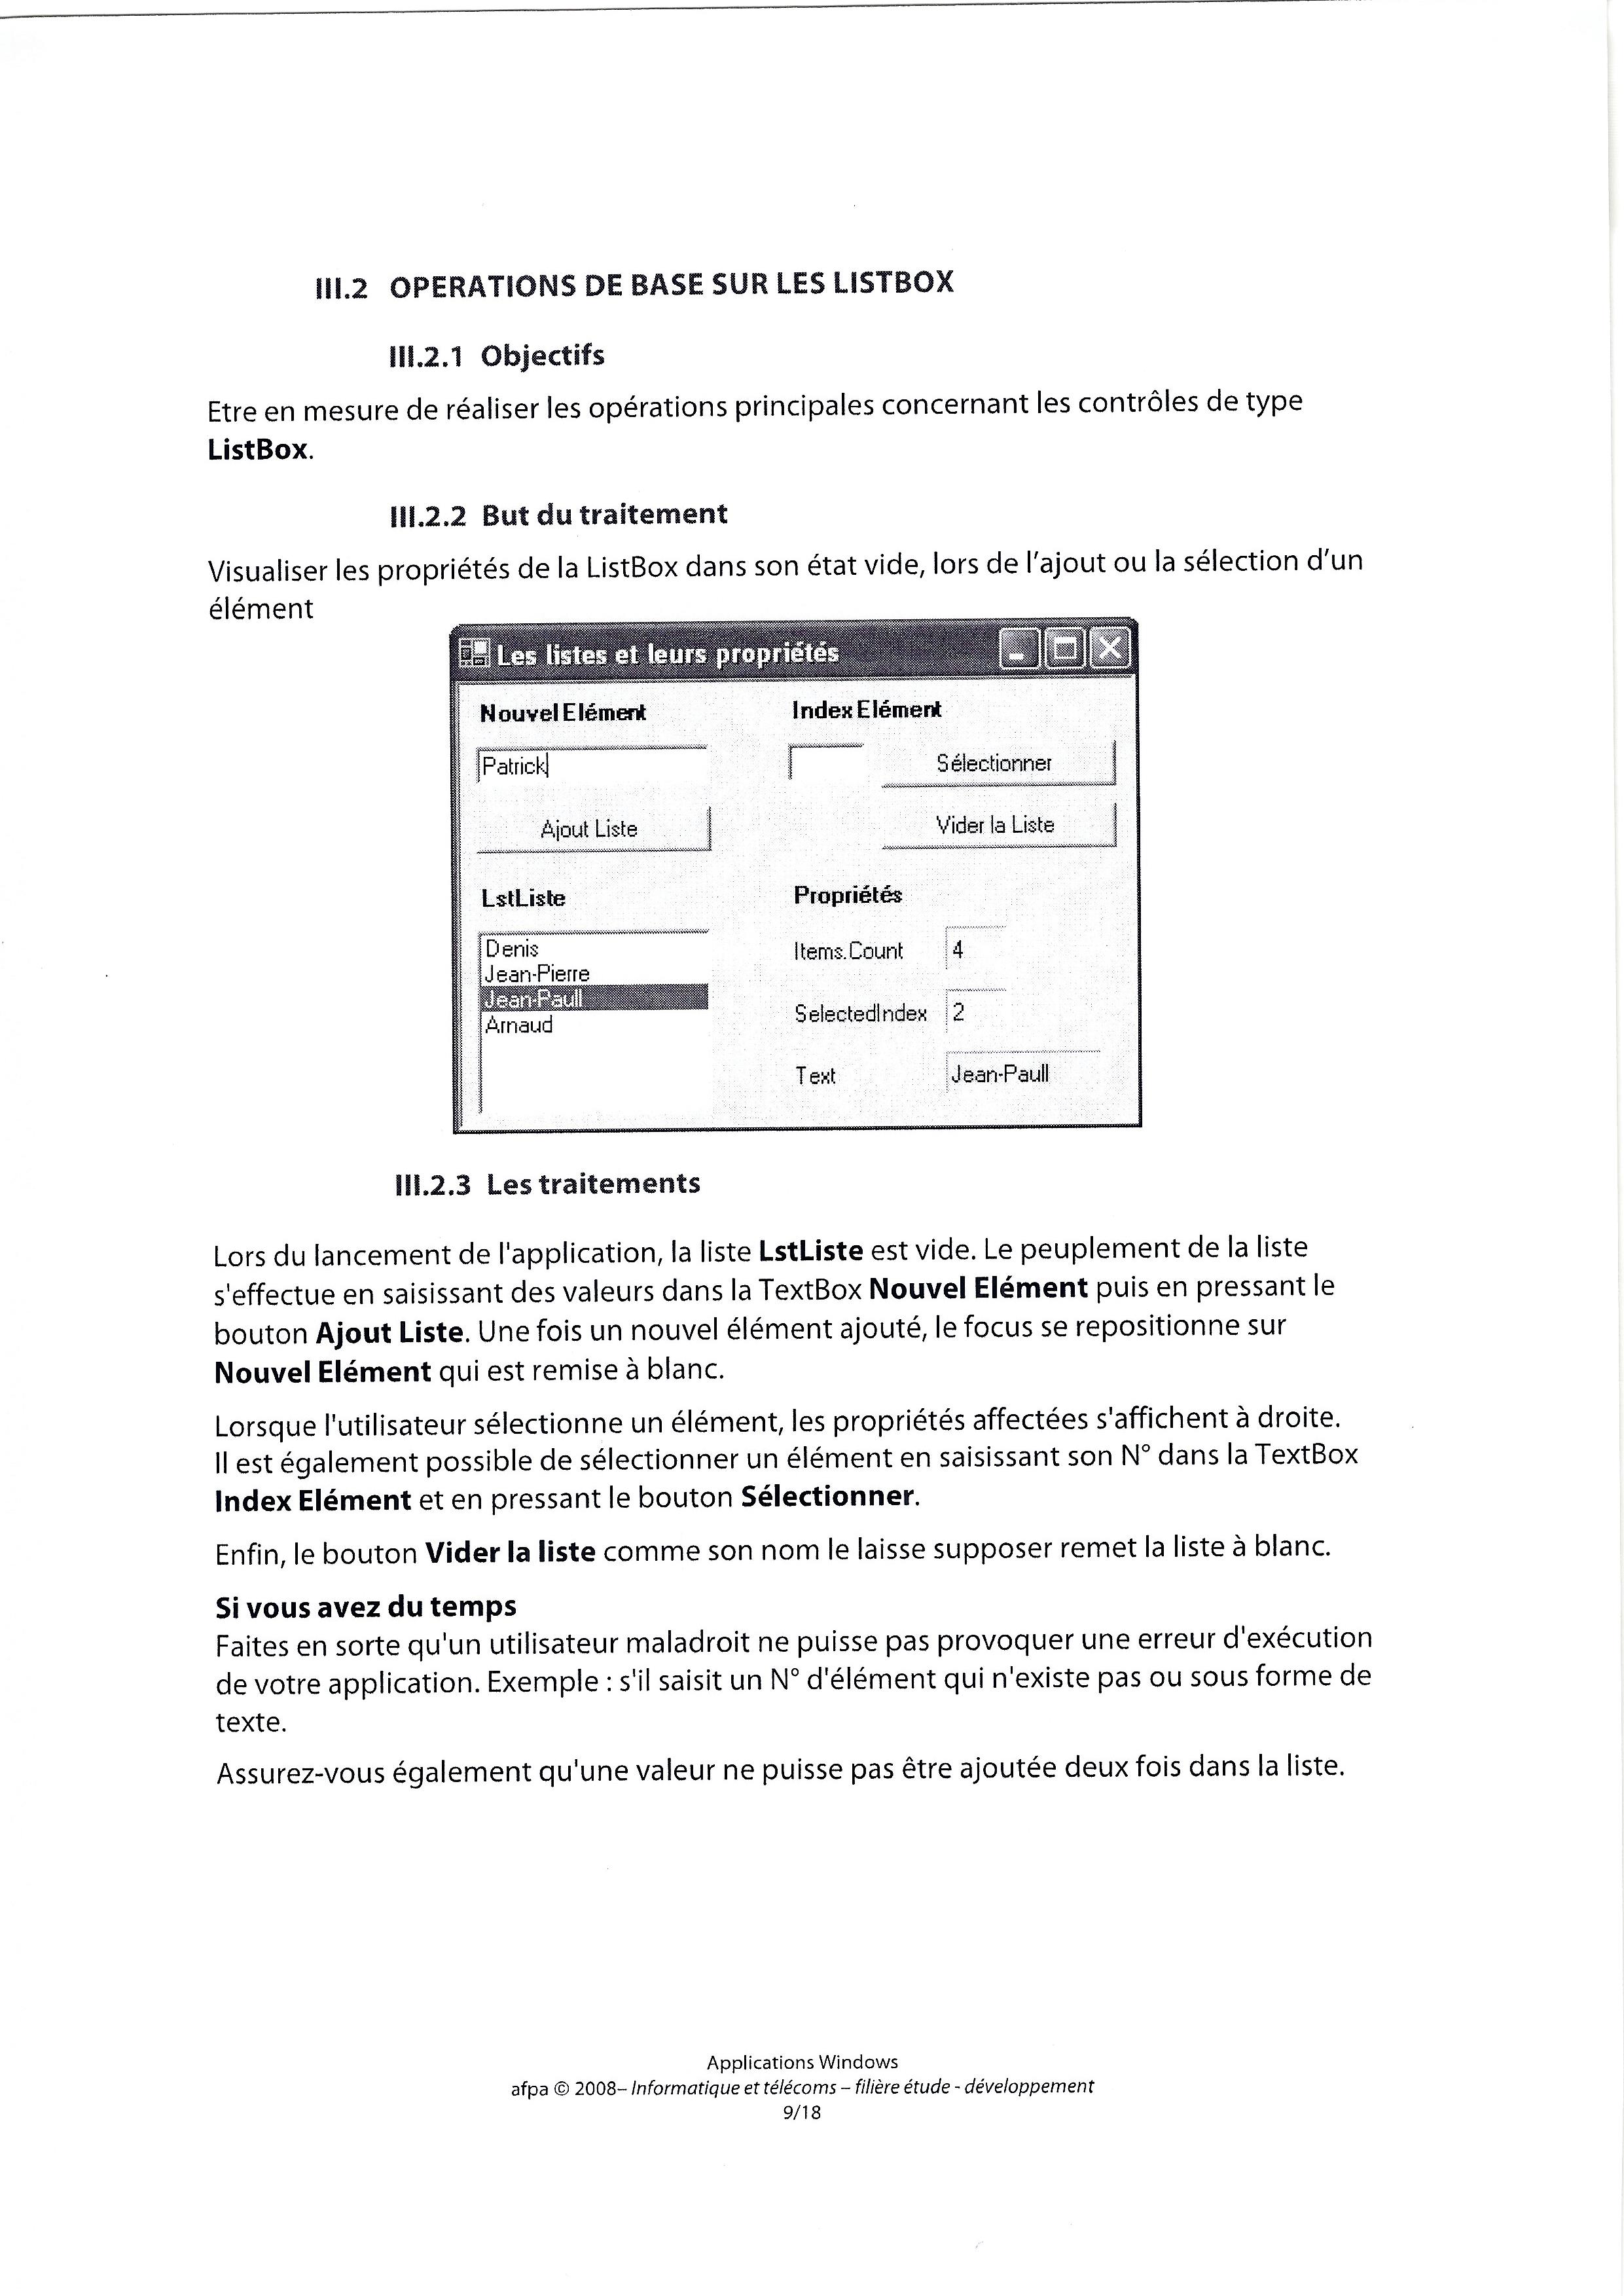 III.2 OPERATIONS DE BASE SUR LES LISTBOX
III.2.1 Objectifs
Etre en mesure de réaliser les opérations principales concernant les contrôles de type
ListBox.
III.2.2 But du traitement
Visualiser les propriétés de la ListBox dans son état vide, lors de l'ajout ou la sélection d'un
élément
Les listes et leurs propriétés
Nouvel Elément
Index Elément
Patrick
Sélectionner
Ajout Liste
Vider la Liste
LstListe
Propriétés
Denis
Jean-Pierre
Jean-Paull
Arnaud
Items.Count 4
SelectedIndex 2
Text Jean-Paull
III.2.3 Les traitements
Lors du lancement de l'application, la liste LstListe est vide. Le peuplement de la liste
s'effectue en saisissant des valeurs dans la TextBox Nouvel Elément puis en pressant le
bouton Ajout Liste. Une fois un nouvel élément ajouté, le focus se repositionne sur
Nouvel Elément qui est remise à blanc.
Lorsque l'utilisateur sélectionne un élément, les propriétés affectées s'affichent à droite.
Il est également possible de sélectionner un élément en saisissant son N° dans la TextBox
Index Elément et en pressant le bouton Sélectionner.
Enfin, le bouton Vider la liste comme son nom le laisse supposer remet la liste à blanc.
Si vous avez du temps
Faites en sorte qu'un utilisateur maladroit ne puisse pas provoquer une erreur d'exécution
de votre application. Exemple : s'il saisit un N° d'élément qui n'existe pas ou sous forme de
texte.
Assurez-vous également qu'une valeur ne puisse pas être ajoutée deux fois dans la liste.
Applications Windows
afpa © 2008– Informatique et télécoms – filière étude - développement
9/18